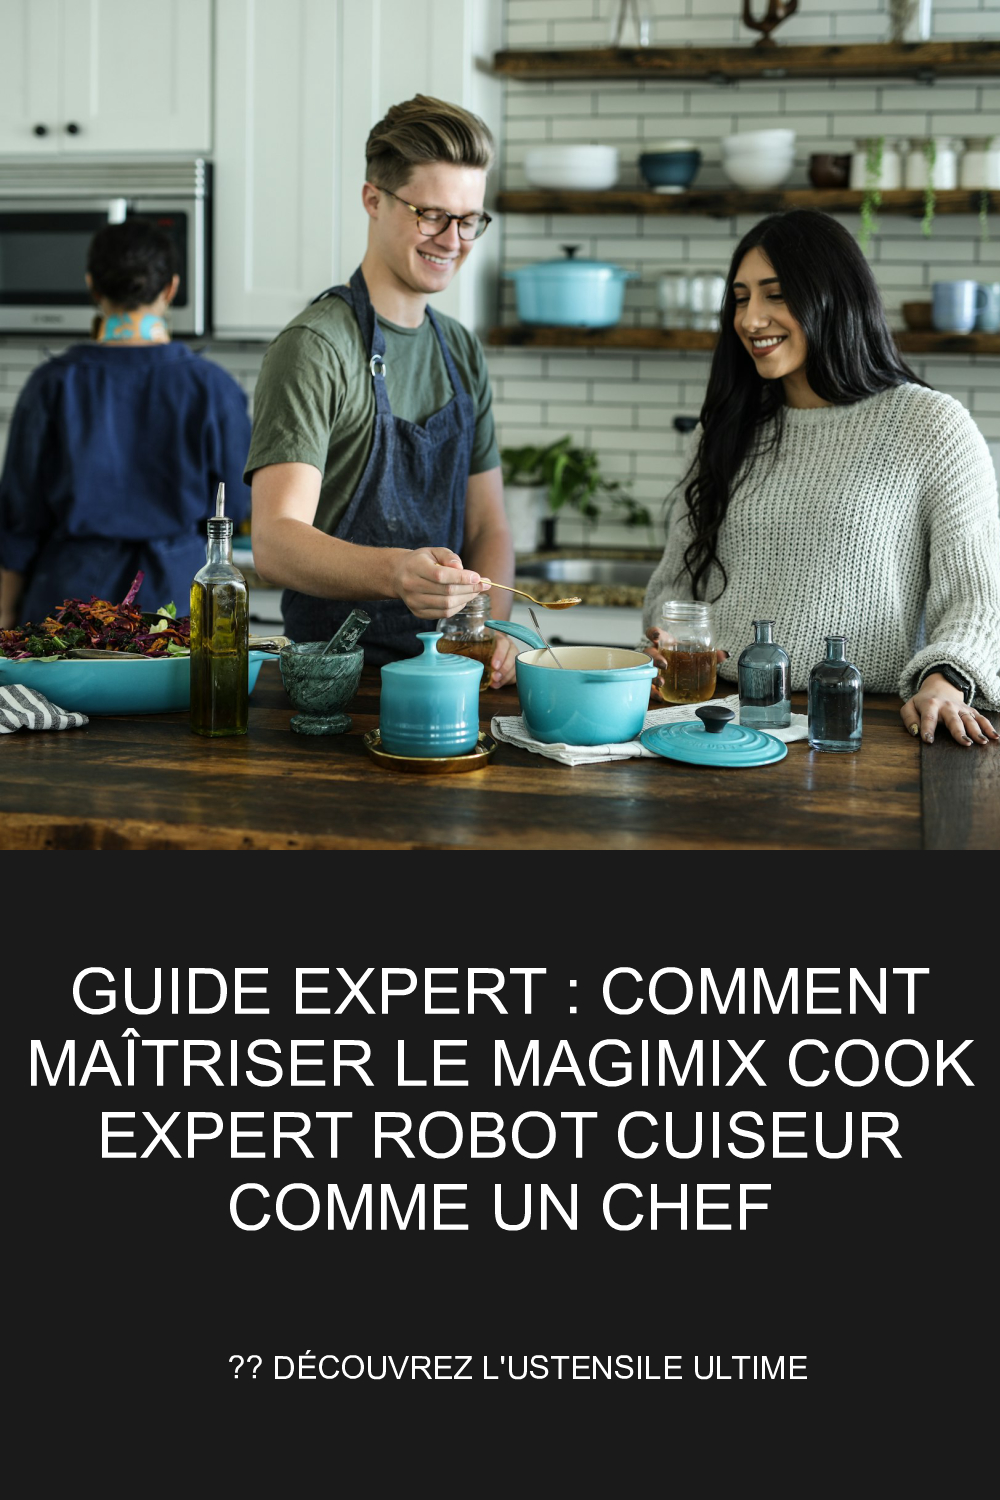 GUIDE EXPERT : COMMENT
MAÎTRISER LE MAGIMIX COOK
EXPERT ROBOT CUISEUR
COMME UN CHEF
?? DÉCOUVREZ L'USTENSILE ULTIME